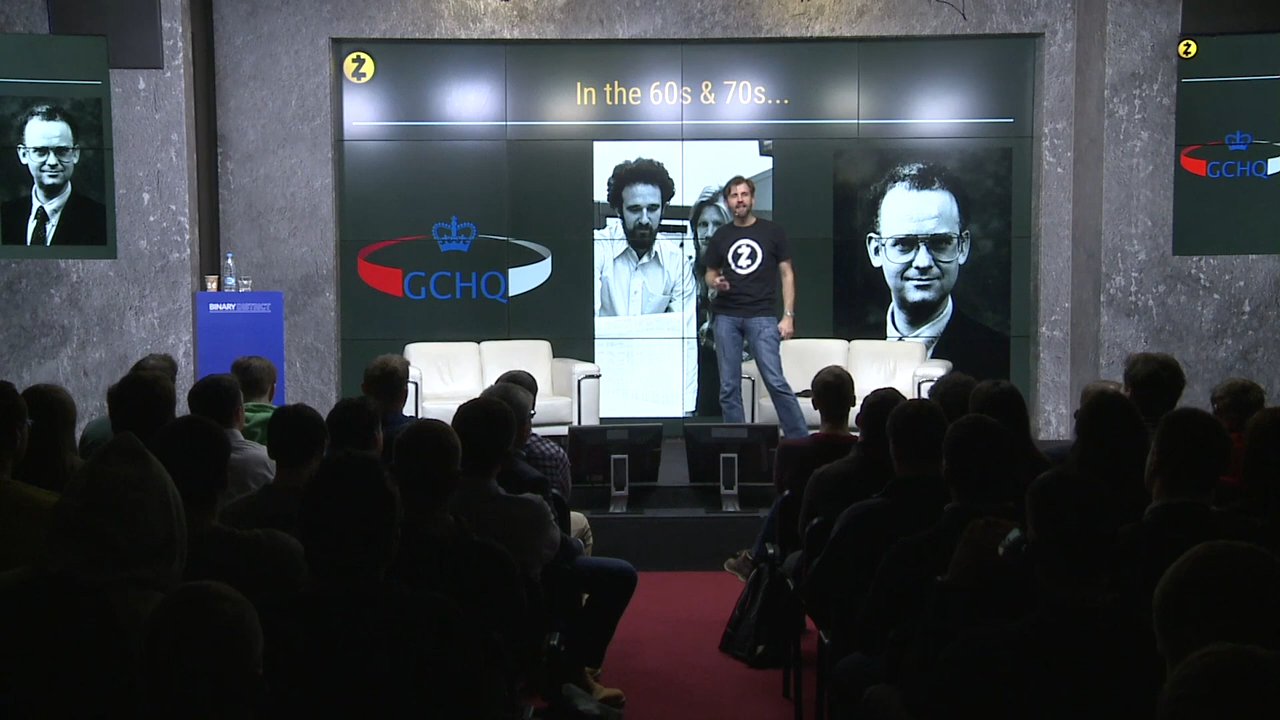 In the 60s & 70s...
GCHQ
GCHQ
BINARY DISTRICT